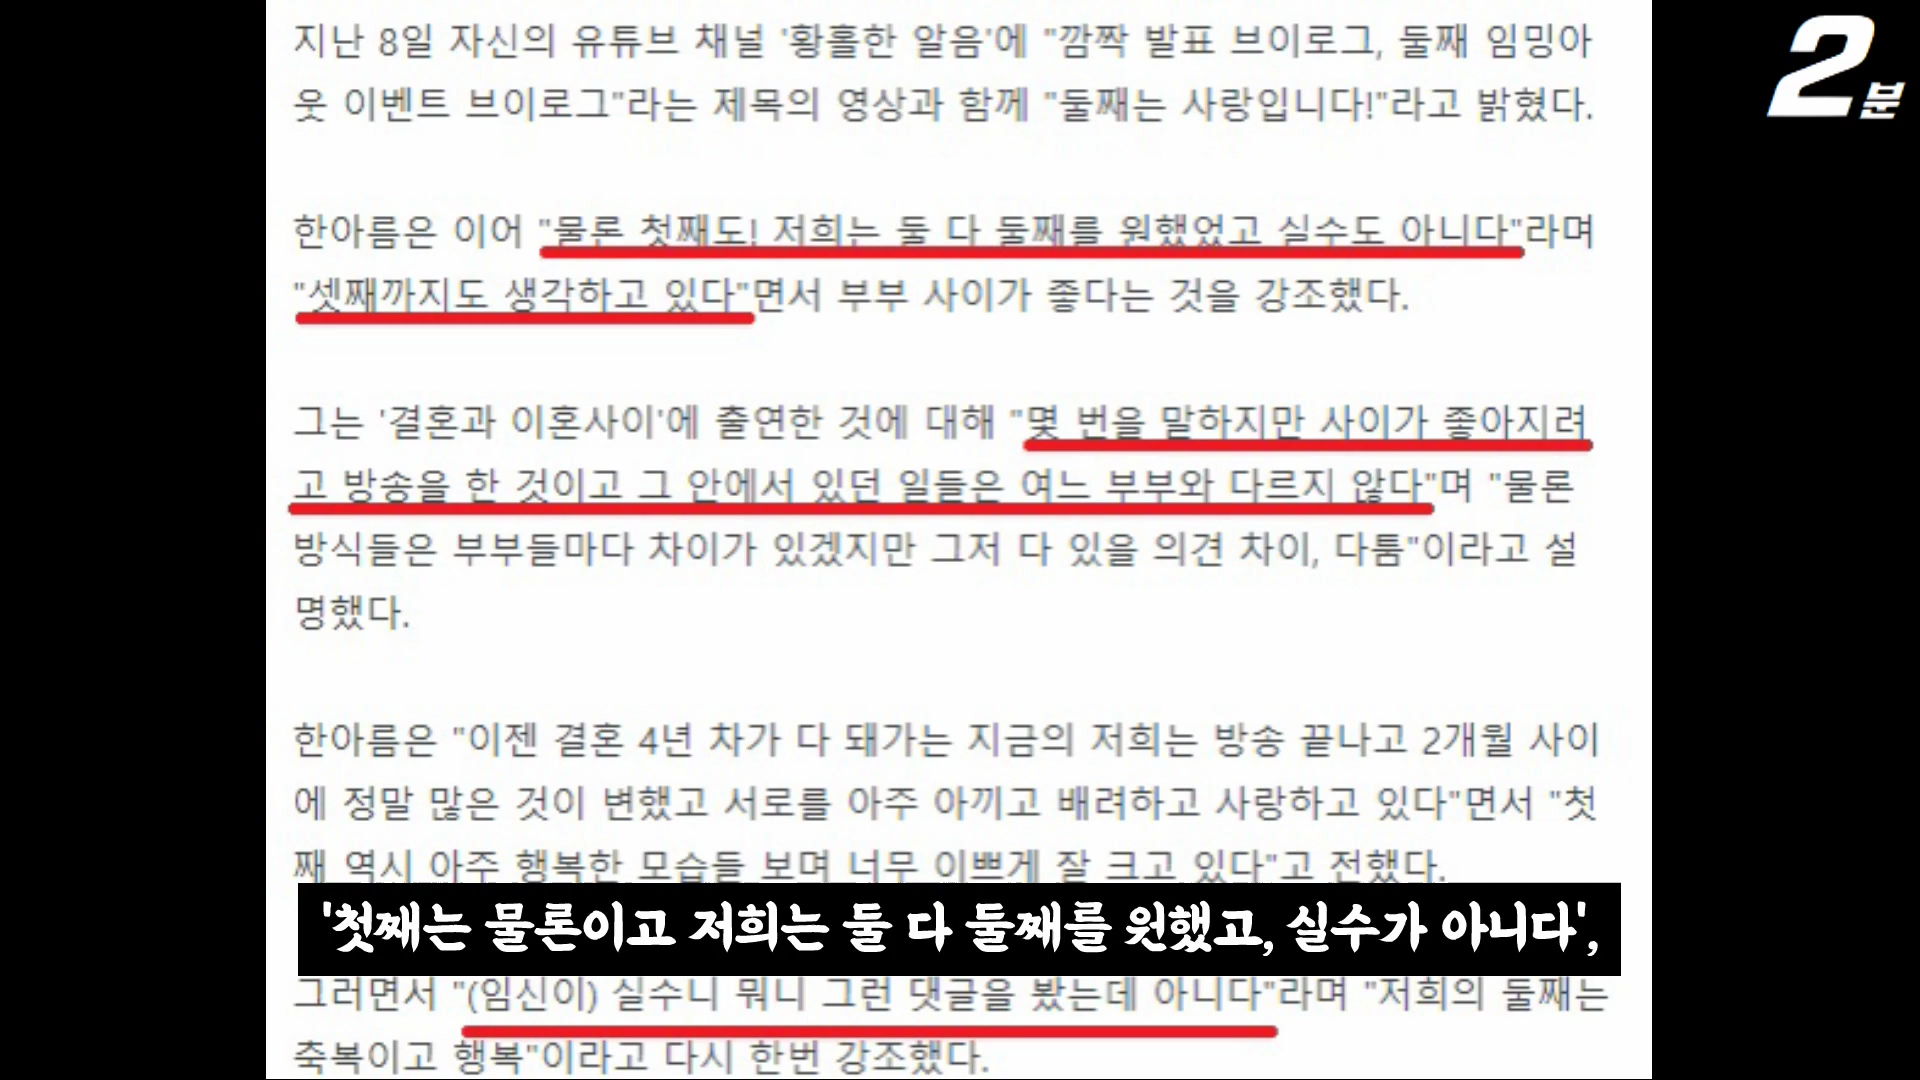 지난 8일 자신의 유튜브 채널 '황홀한 알음'에 "깜짝 발표 브이로그, 둘째 임밍아
웃 이벤트 브이로그"라는 제목의 영상과 함께 "둘째는 사랑입니다!"라고 밝혔다.
2분
한아름은 이어 "물론 첫째도! 저희는 둘 다 둘째를 원했었고 실수도 아니다"라며
"셋째까지도 생각하고 있다"면서 부부 사이가 좋다는 것을 강조했다.
그는 '결혼과 이혼사이'에 출연한 것에 대해 "몇 번을 말하지만 사이가 좋아지려
고 방송을 한 것이고 그 안에서 있던 일들은 여느 부부와 다르지 않다"며 "물론
방식들은 부부들마다 차이가 있겠지만 그저 다 있을 의견 차이, 다툼"이라고 설
명했다.
한아름은 "이젠 결혼 4년 차가 다 돼가는 지금의 저희는 방송 끝나고 2개월 사이
에 정말 많은 것이 변했고 서로를 아주 아끼고 배려하고 사랑하고 있다"면서 "첫
째 역시 아주 행복한 모습들 보며 너무 이쁘게 잘 크고 있다"고 전했다.
'첫째는 물론이고 저희는 둘 다 둘째를 원했고, 실수가 아니다',
그러면서 "(임신이) 실수니 뭐니 그런 댓글을 봤는데 아니다"라며 "저희의 둘째는
축복이고 행복"이라고 다시 한번 강조했다.